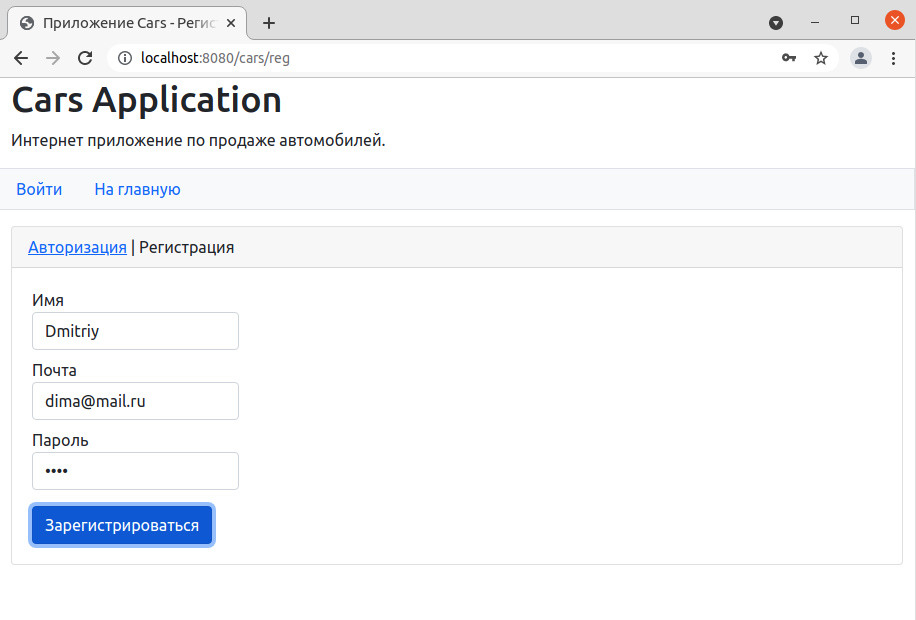 Приложение Cars - Регис
localhost:8080/cars/reg
Cars Application
Интернет приложение по продаже автомобилей.
Войти На главную
Авторизация | Регистрация
Имя
Dmitriy
Почта
dima@mail.ru
Пароль
••••
Зарегистрироваться